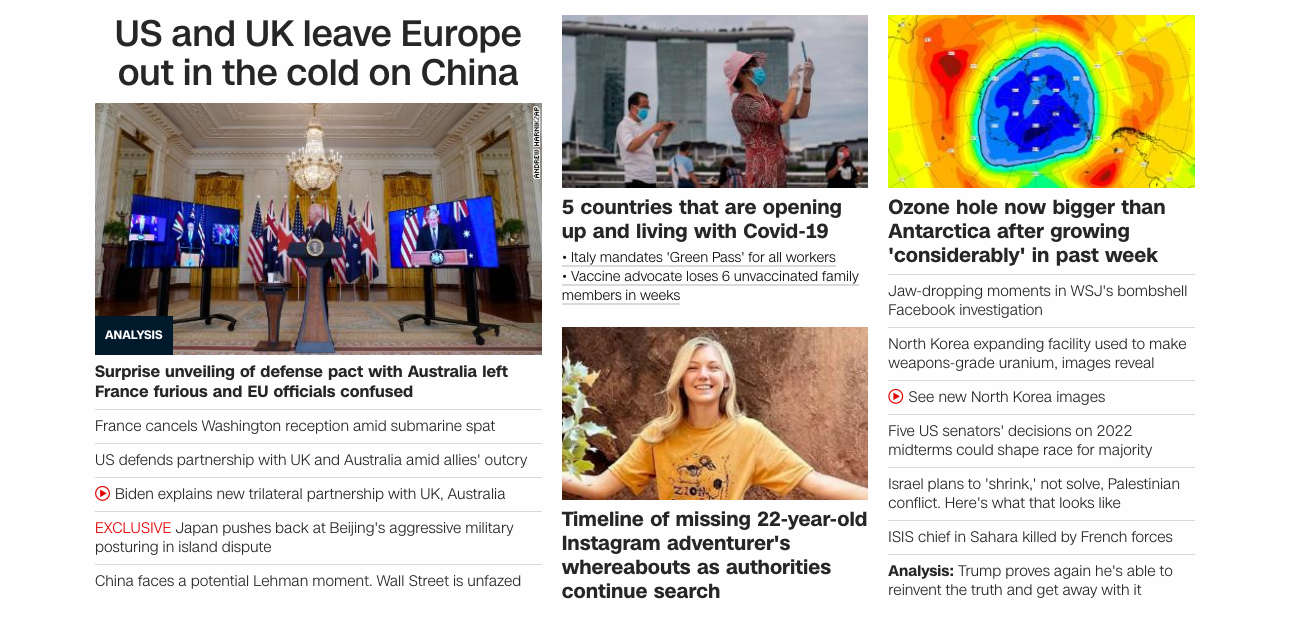 US and UK leave Europe
out in the cold on China
ANDREW HARNIK/AP
ANALYSIS
Surprise unveiling of defense pact with Australia left
France furious and EU officials confused
France cancels Washington reception amid submarine spat
US defends partnership with UK and Australia amid allies' outcry
Biden explains new trilateral partnership with UK, Australia
EXCLUSIVE Japan pushes back at Beijing's aggressive military
posturing in island dispute
China faces a potential Lehman moment. Wall Street is unfazed
5 countries that are opening
up and living with Covid-19
• Italy mandates 'Green Pass' for all workers
• Vaccine advocate loses 6 unvaccinated family
members in weeks
ZION
Timeline of missing 22-year-old
Instagram adventurer's
whereabouts as authorities
continue search
Ozone hole now bigger than
Antarctica after growing
'considerably' in past week
Jaw-dropping moments in WSJ's bombshell
Facebook investigation
North Korea expanding facility used to make
weapons-grade uranium, images reveal
See new North Korea images
Five US senators' decisions on 2022
midterms could shape race for majority
Israel plans to 'shrink,' not solve, Palestinian
conflict. Here's what that looks like
ISIS chief in Sahara killed by French forces
Analysis: Trump proves again he's able to
reinvent the truth and get away with it